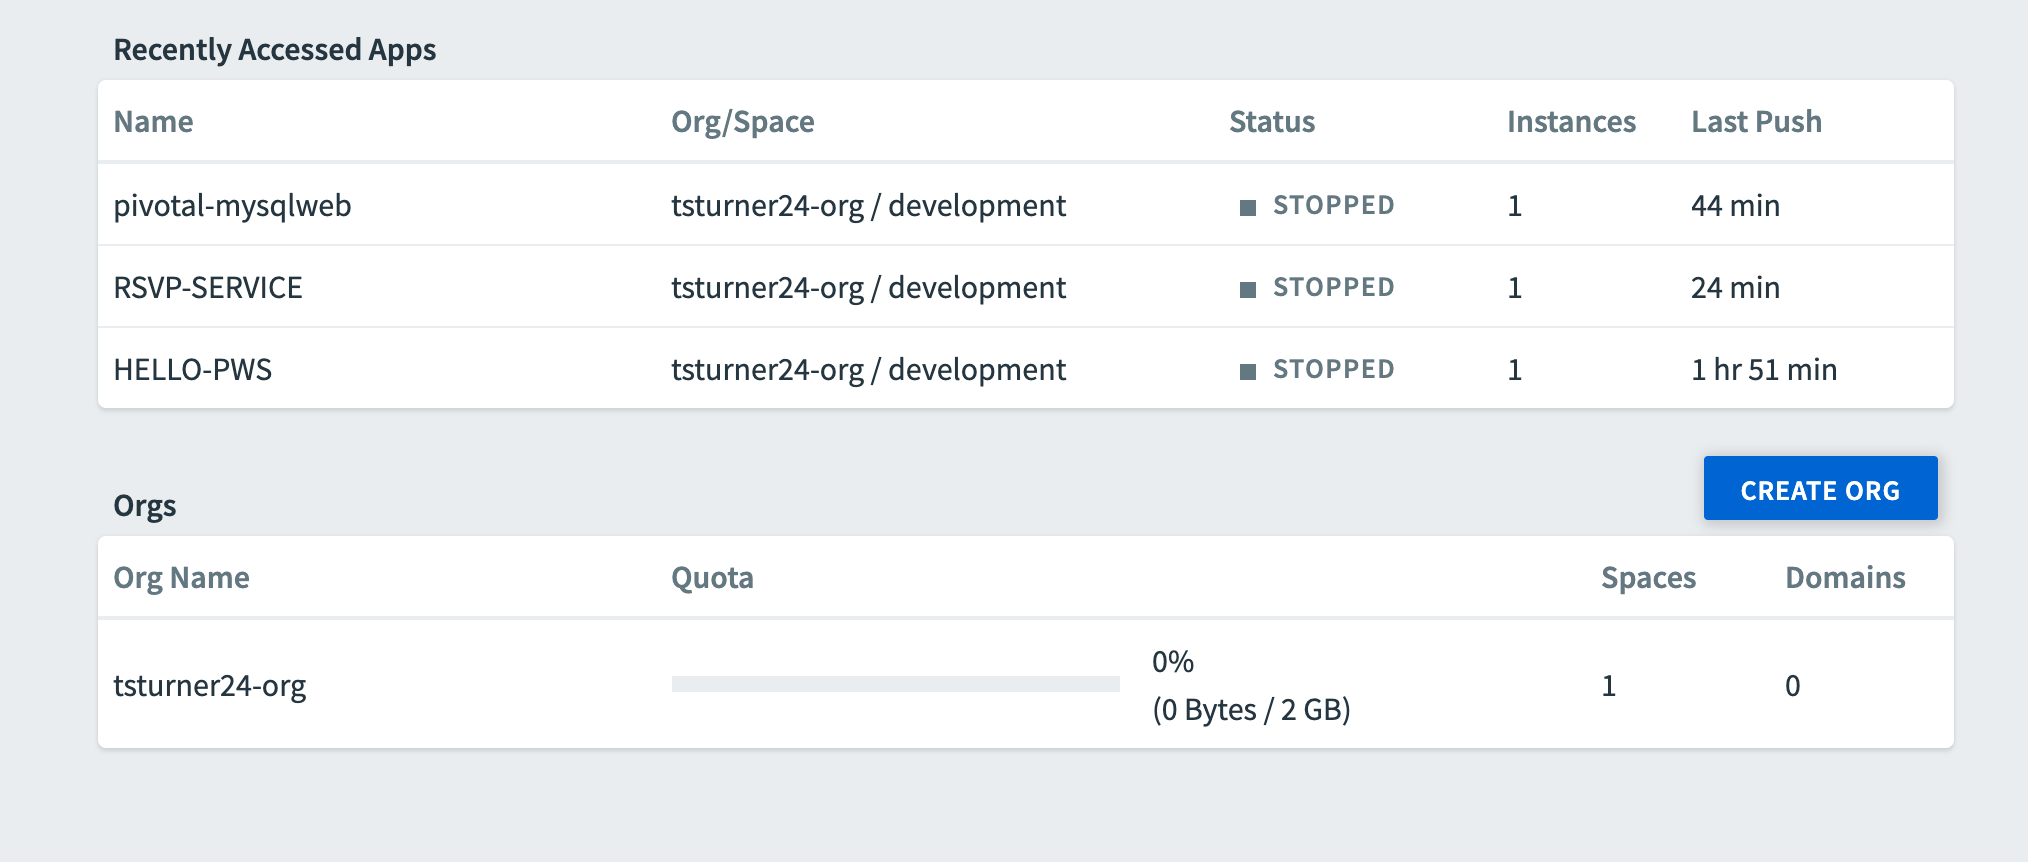 Recently Accessed Apps
Name Org/Space Status Instances Last Push
pivotal-mysqlweb tsturner24-org / development STOPPED 1 44 min
RSVP-SERVICE tsturner24-org / development STOPPED 1 24 min
HELLO-PWS tsturner24-org / development STOPPED 1 1 hr 51 min
CREATE ORG
Orgs
Org Name Quota Spaces Domains
0%
tsturner24-org 1 0
(0 Bytes / 2 GB)